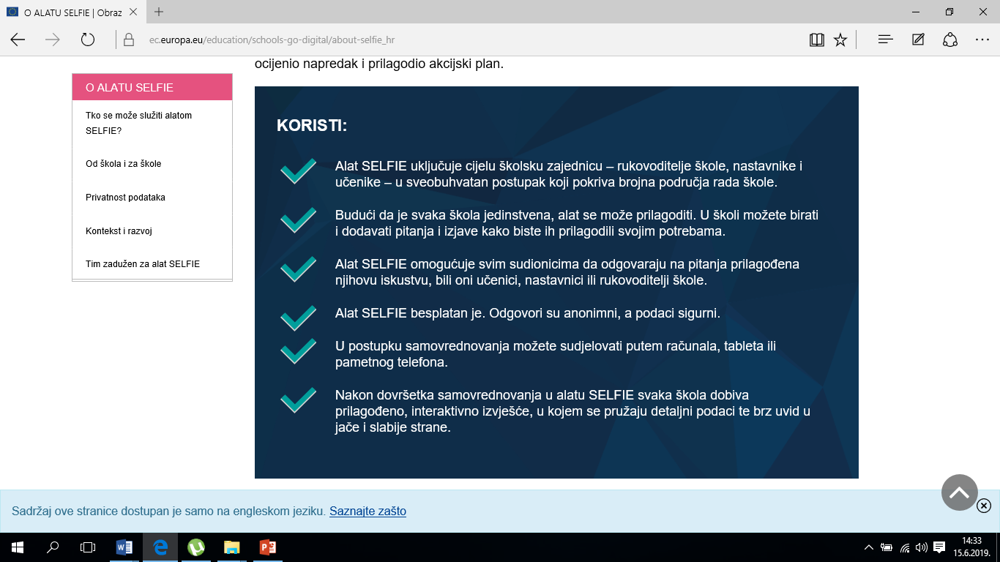 O ALATU SELFIE | Obraz
ec.europa.eu/education/schools-go-digital/about-selfie_hr
ocijenio napredak i prilagodio akcijski plan.
O ALATU SELFIE
Tko se može služiti alatom
SELFIE?
Od škola i za škole
Privatnost podataka
Kontekst i razvoj
Tim zadužen za alat SELFIE
KORISTI:
Alat SELFIE uključuje cijelu školsku zajednicu – rukovoditelje škole, nastavnike i
učenike – u sveobuhvatan postupak koji pokriva brojna područja rada škole.
Budući da je svaka škola jedinstvena, alat se može prilagoditi. U školi možete birati
i dodavati pitanja i izjave kako biste ih prilagodili svojim potrebama.
Alat SELFIE omogućuje svim sudionicima da odgovaraju na pitanja prilagođena
njihovu iskustvu, bili oni učenici, nastavnici ili rukovoditelji škole.
Alat SELFIE besplatan je. Odgovori su anonimni, a podaci sigurni.
U postupku samovrednovanja možete sudjelovati putem računala, tableta ili
pametnog telefona.
Nakon dovršetka samovrednovanja u alatu SELFIE svaka škola dobiva
prilagođeno, interaktivno izvješće, u kojem se pružaju detaljni podaci te brz uvid u
jače i slabije strane.
Sadržaj ove stranice dostupan je samo na engleskom jeziku. Saznajte zašto
14:33
15.6.2019.